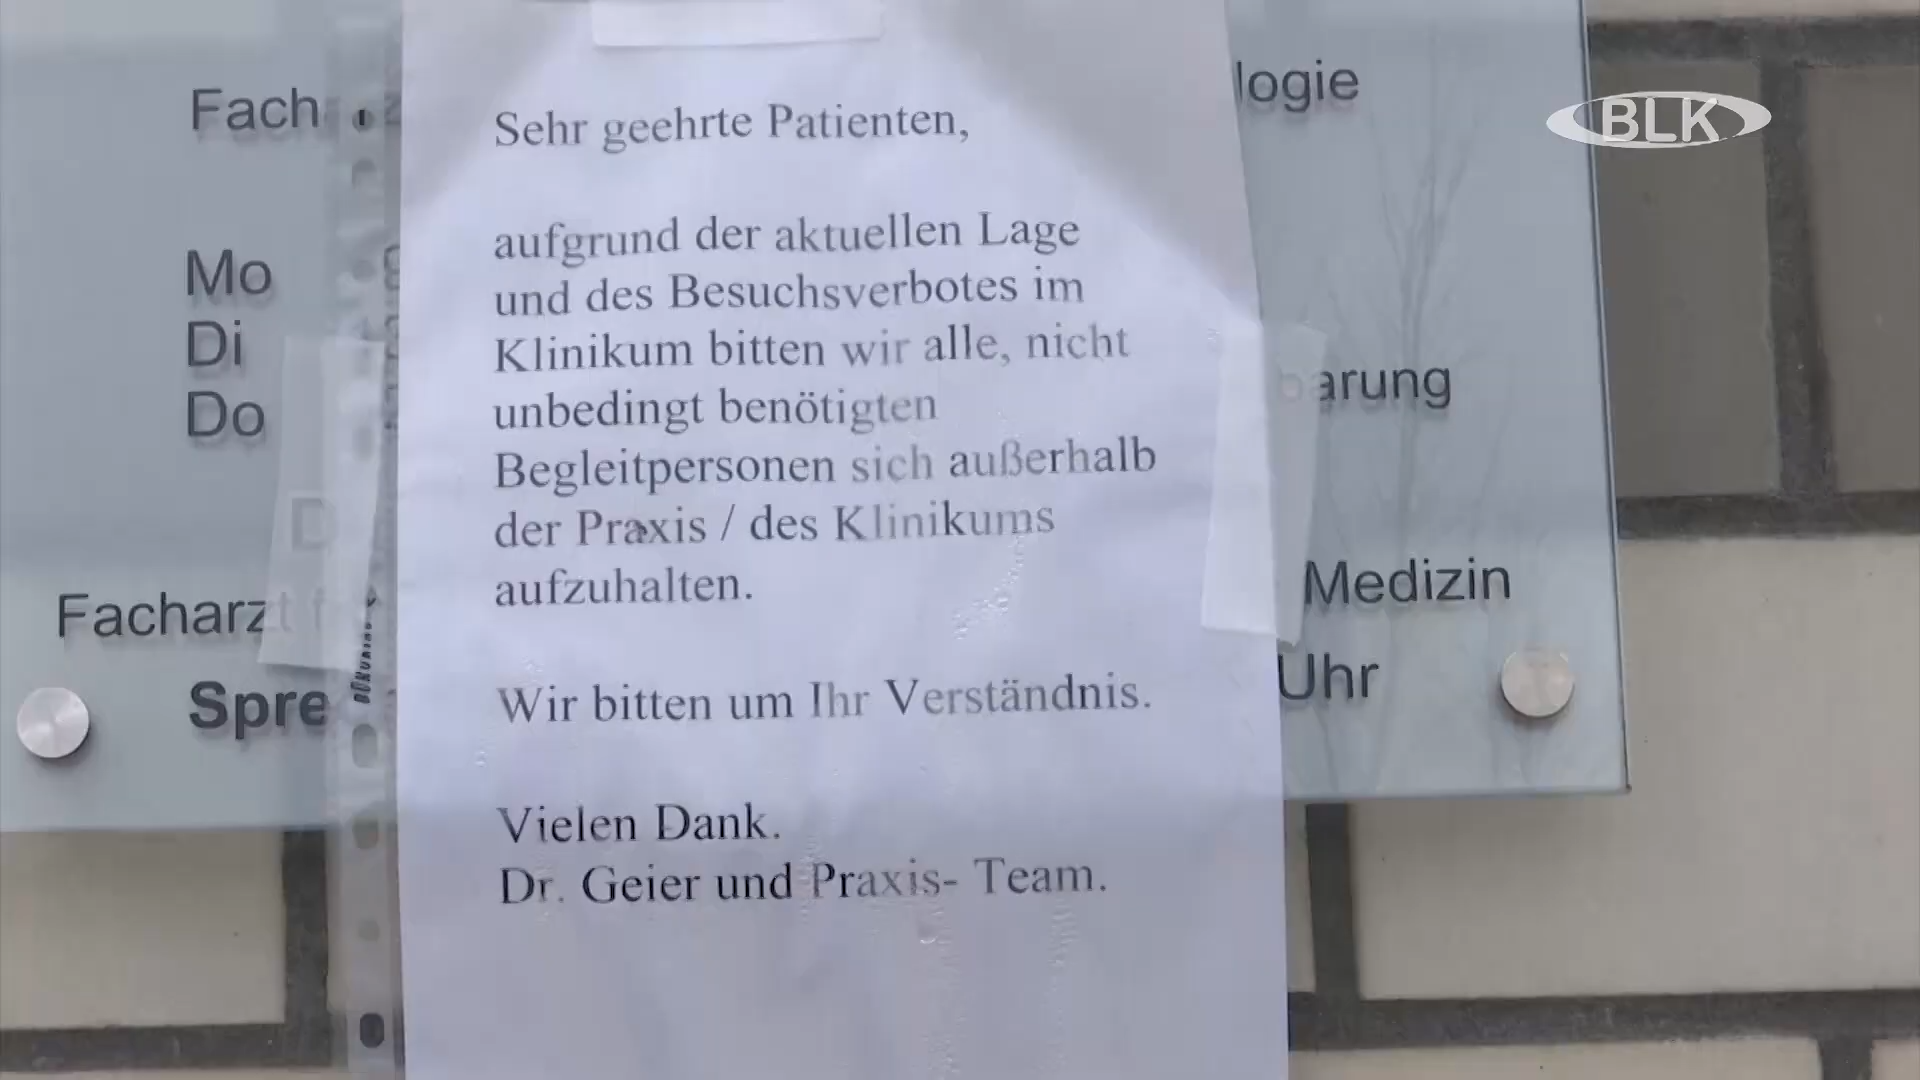 Fach
logie
BLK
Sehr geehrte Patienten,
aufgrund der aktuellen Lage
und des Besuchsverbotes im
Klinikum bitten wir alle, nicht
unbedingt benötigten
Begleitpersonen sich außerhalb
der Praxis / des Klinikums
aufzuhalten.
Wir bitten um Ihr Verständnis.
Vielen Dank.
Dr. Geier und Praxis- Team.
Mo
Di
Do
barung
Facharzt f
Medizin
Spre
Uhr